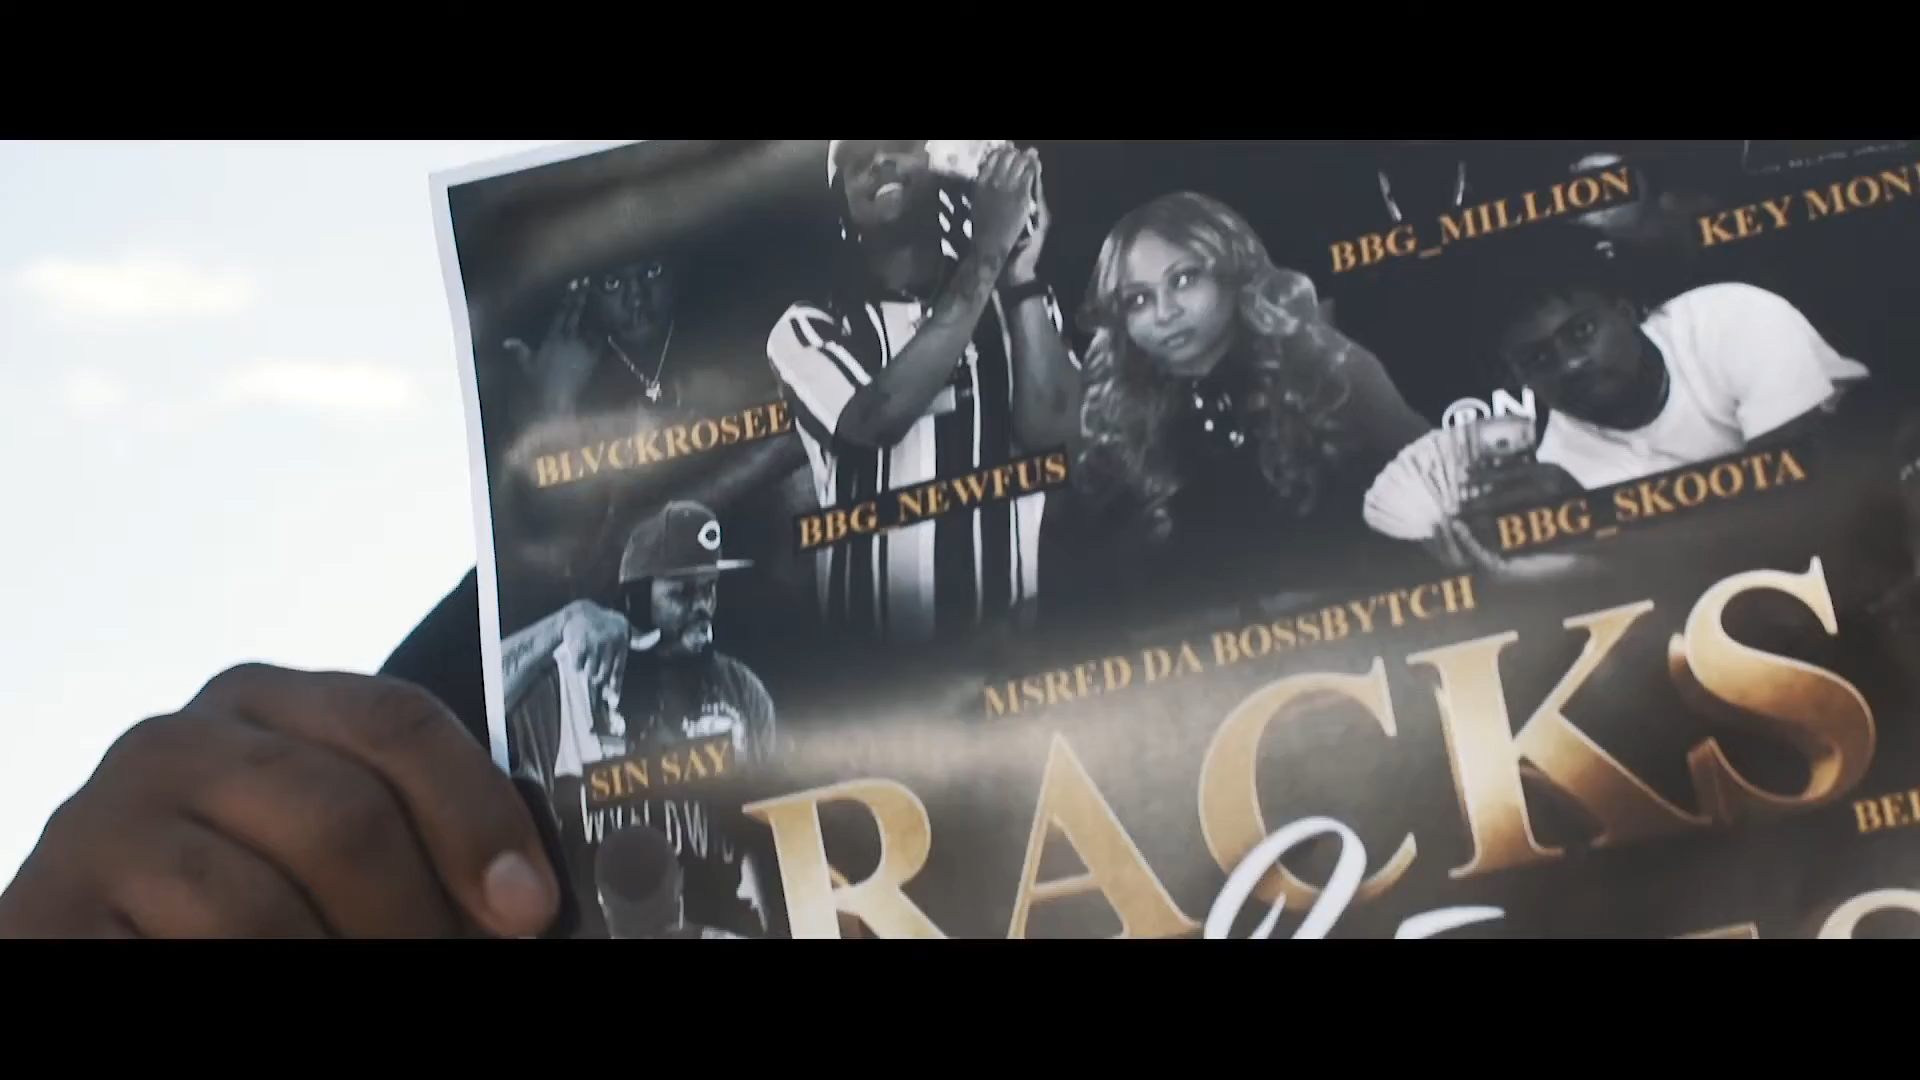 BBG_MILLION
KEY MON
BLVCKROSEE
BBG_NEWFUS
BBG_SKOOTA
MSRED DA BOSSBYTCH
SIN SAY
RACKS